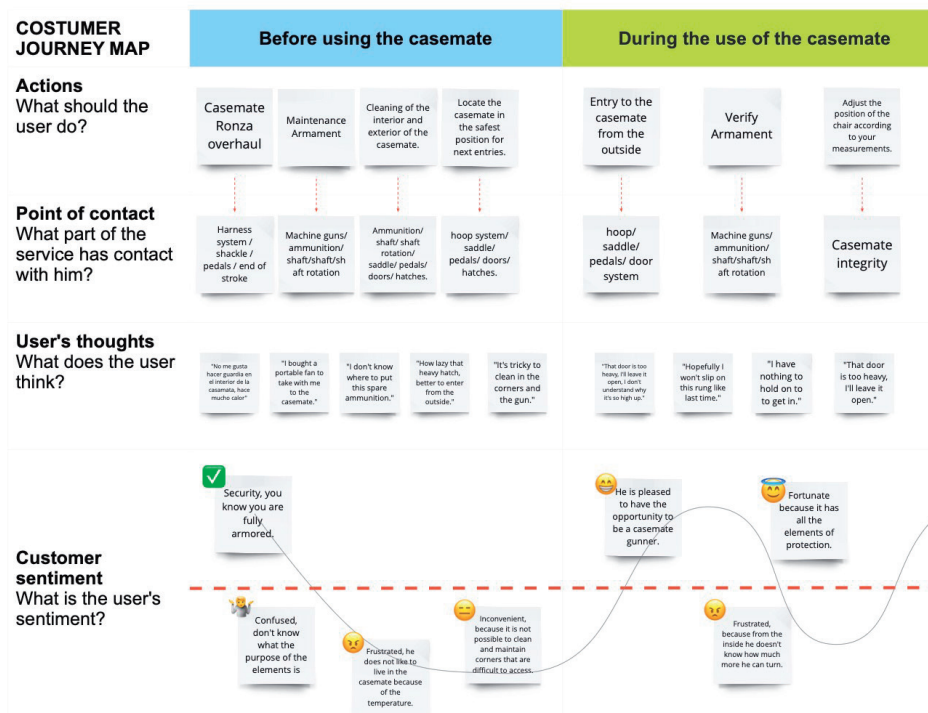 COSTUMER
JOURNEY MAP
Before using the casemate
During the use of the casemate
Actions
What should the
user do?
Casemate
Ronza
overhaul
Maintenance
Armament
Cleaning of the
interior and
exterior of the
casemate.
Locate the
casemate in
the safest
position for
next entries.
Entry to the
casemate
from the
outside
Verify
Armament
Adjust the
position of the
chair according
to your
measurements.
Point of contact
What part of the
service has contact
with him?
Harness
system /
shackle /
pedals / end of
stroke
Machine guns/
ammunition/
shaft/shaft/sh
aft rotation
Ammunition/
shaft/ shaft
rotation/
saddle/ pedals/
doors/ hatches.
hoop system/
saddle/
pedals/ doors/
hatches.
hoop/
saddle/
pedals/ door
system
Machine guns/
ammunition/
shaft/shaft/sh
aft rotation
Casemate
integrity
User's thoughts
What does the user
think?
"No me gusta
hacer guardia en
el interior de la
casamata, hace
mucho calor"
"I bought a
portable fan to
take with me
to the
casemate."
"I don't know
where to put
this spare
ammunition."
"How lazy that
heavy hatch,
better to enter
from the
outside."
"It's tricky to
clean in the
corners and
the gun."
"That door is too
heavy, I'll leave it
open, I don't
understand why
it's so high up."
"Hopefully I
won't slip on
this rung like
last time."
"I have
nothing to
hold on to
to get in."
"That door
is too heavy,
I'll leave it
open."
Customer
sentiment
What is the user's
sentiment?
Security, you
know you are
fully
armored.
Confused,
don't know
what the
purpose of the
elements is
Frustrated, he
does not like to
live in the
casemate because
of the
temperature.
Inconvenient,
because it is not
possible to clean
and maintain
corners that are
difficult to access.
He is pleased
to have the
opportunity to
be a casemate
gunner.
Frustrated,
because from the
inside he doesn't
know how much
more he can turn.
Fortunate
because it has
all the
elements of
protection.